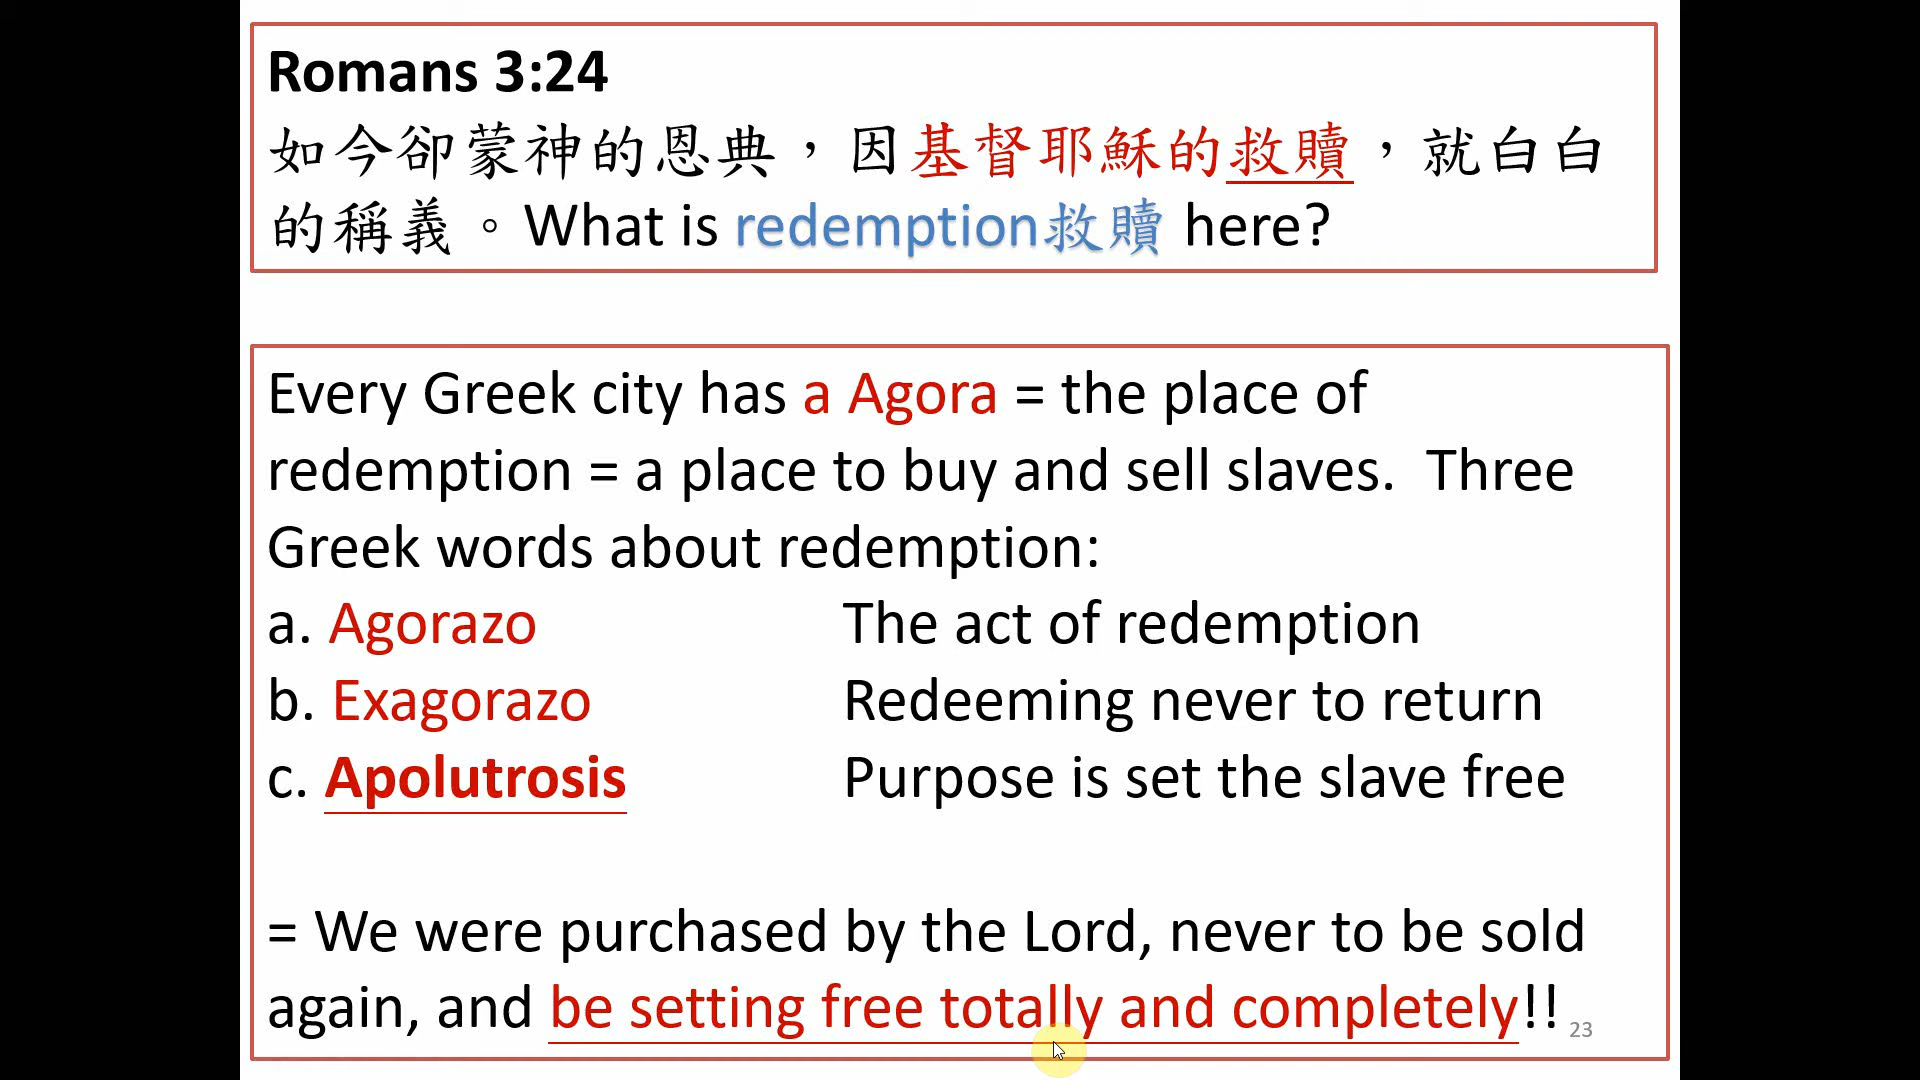 Romans 3:24
如今卻蒙神的恩典，因基督耶穌的救贖，就白白
的稱義。What is redemption救贖 here?
Every Greek city has a Agora = the place of
redemption = a place to buy and sell slaves.  Three
Greek words about redemption:
a. Agorazo The act of redemption
b. Exagorazo Redeeming never to return
c. Apolutrosis Purpose is set the slave free
= We were purchased by the Lord, never to be sold
again, and be setting free totally and completely!!
23